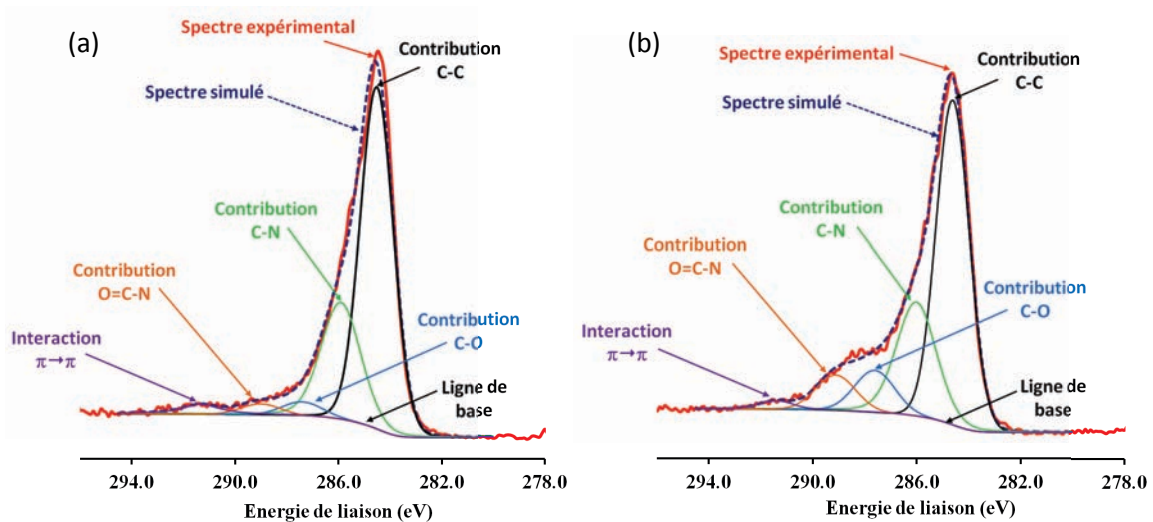 (a)
Spectre expérimental
Contribution
C-C
Spectre simulé
Contribution
C-N
Contribution
O=C-N
Contribution
C-O
Interaction
π→π
Ligne de
base
294.0 290.0 286.0 282.0 278.0
Energie de liaison (eV)
(b)
Spectre expérimental
Contribution
C-C
Spectre simulé
Contribution
C-N
Contribution
O=C-N
Contribution
C-O
Interaction
π→π
Ligne de
base
294.0 290.0 286.0 282.0 278.0
Energie de liaison (eV)